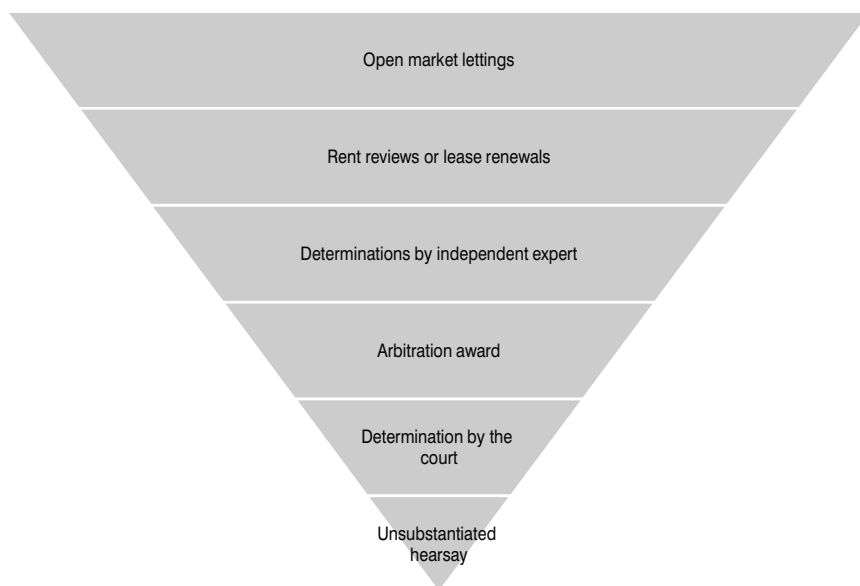 Open market lettings
Rent reviews or lease renewals
Determinations by independent expert
Arbitration award
Determination by the
court
Unsubstantiated
hearsay